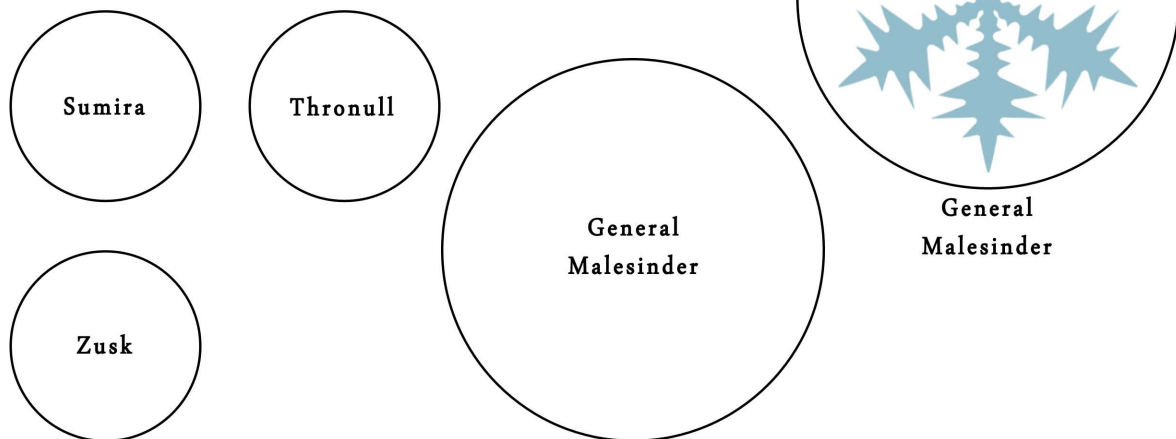 Sumira
Thronull
General
Malesinder
General
Malesinder
Zusk